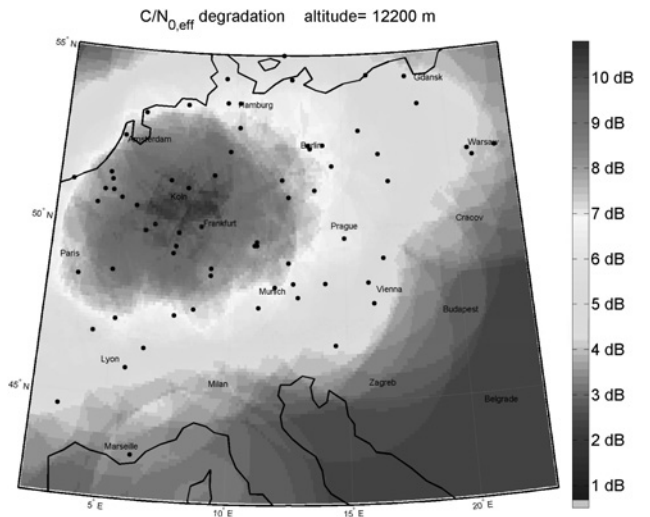 C/N0,eff degradation altitude= 12200 m
55°N
50°N
45°N
5°E
10°E
15°E
20°E
Gdansk
Hamburg
Amsterdam
Berlin
Warsaw
Koln
Frankfurt
Prague
Cracov
Paris
Munich
Vienna
Budapest
Lyon
Milan
Zagreb
Belgrade
Marseille
10 dB
9 dB
8 dB
7 dB
6 dB
5 dB
4 dB
3 dB
2 dB
1 dB